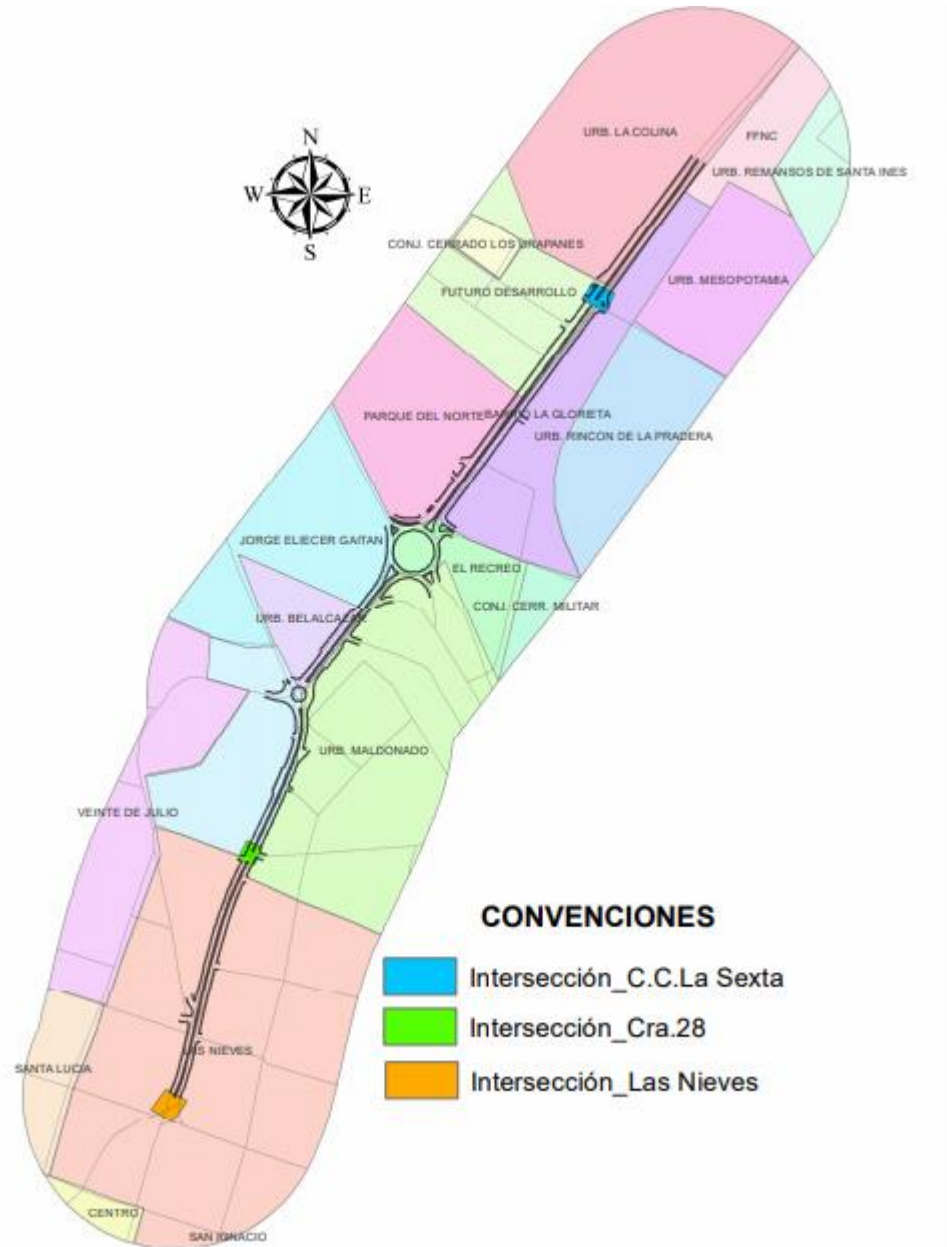 URB. LA COLINA
FFNC
URB. REMANSOS DE SANTA INES
N
W
E
S
CONJ. CERRADO LOS URAPANES
FUTURO DESARROLLO
URB. MESOPOTAMIA
PARQUE DEL NORTE
BARRIO LA GLORIETA
URB. RINCON DE LA PRADERA
JORGE ELIECER GAITAN
EL RECREO
CONJ. CERR. MILITAR
URB. BELALCAZAR
URB. MALDONADO
VEINTE DE JULIO
CONVENCIONES
Intersección_C.C.La Sexta
Intersección_Cra.28
Intersección_Las Nieves
LAS NIEVES
SANTA LUCIA
CENTRO
SAN IGNACIO